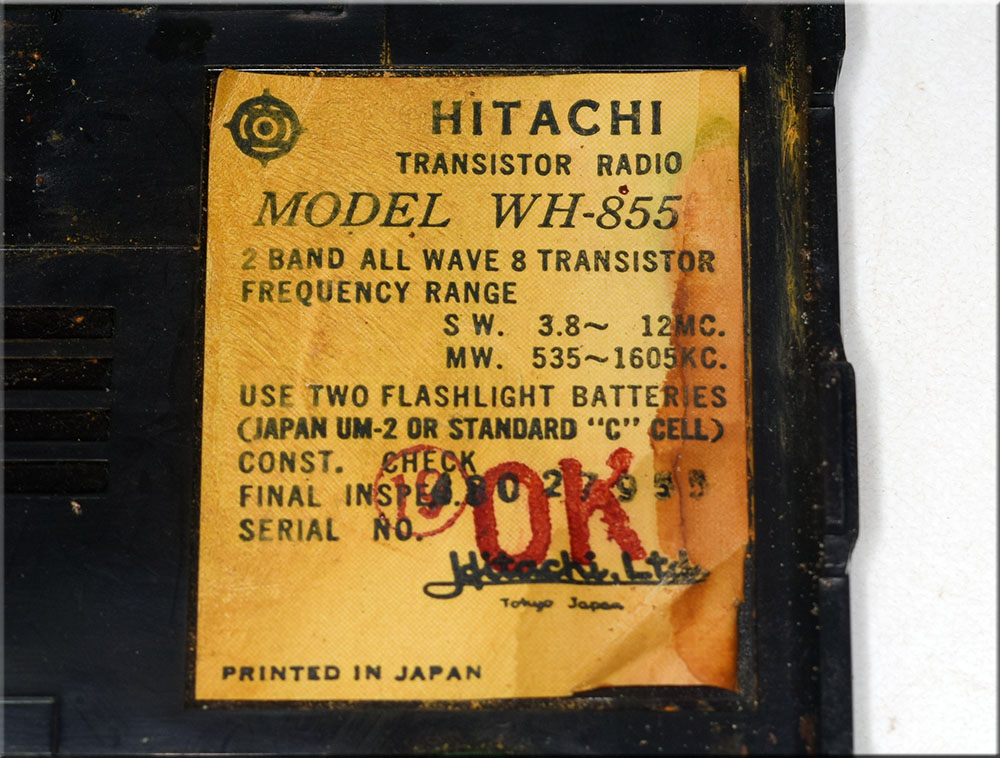 HITACHI
TRANSISTOR RADIO
MODEL WH-855
2 BAND ALL WAVE 8 TRANSISTOR
FREQUENCY RANGE
SW. 3.8~ 12MC.
MW. 535~1605KC.
USE TWO FLASHLIGHT BATTERIES
(JAPAN UM-2 OR STANDARD "C" CELL)
CONST. CHECK
FINAL INSPE
SERIAL NO.
19
OK
Hitachi, Ltd.
Tokyo Japan
PRINTED IN JAPAN